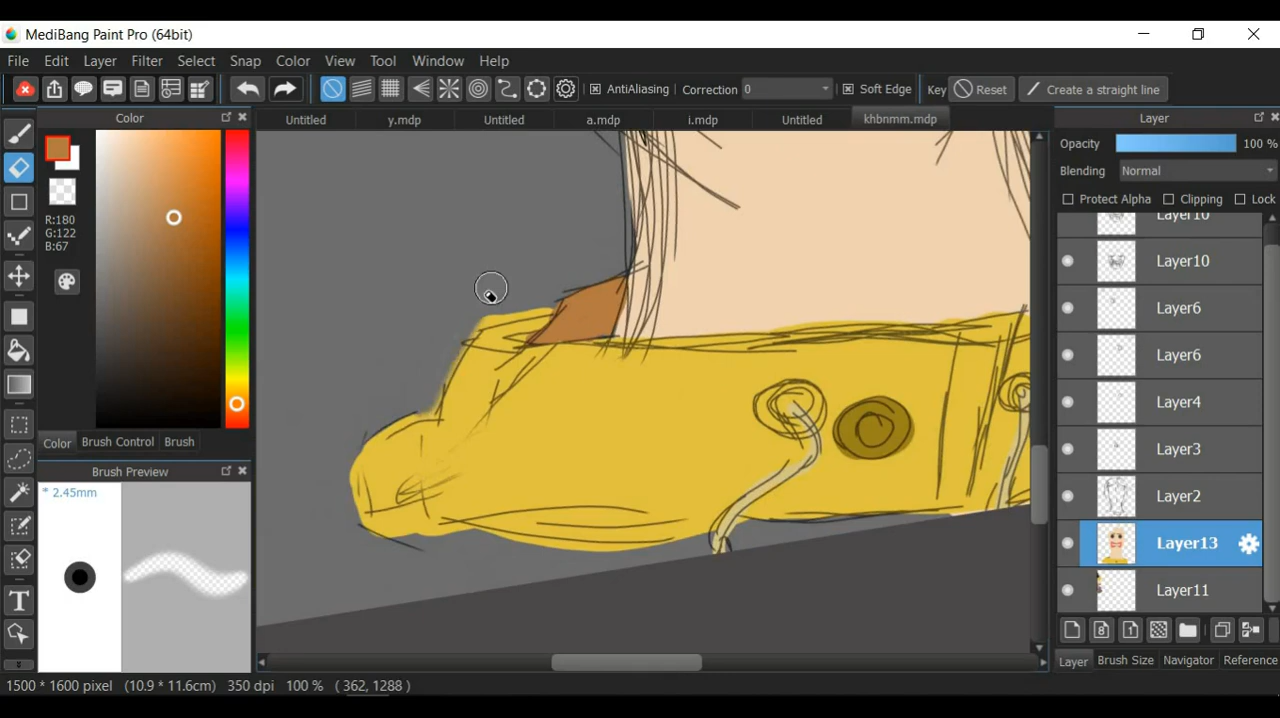 MediBang Paint Pro (64bit)
File Edit Layer Filter Select Snap Color View Tool Window Help
AntiAliasing Correction 0 Soft Edge Key Reset Create a straight line
Color
Untitled y.mdp Untitled a.mdp i.mdp Untitled khbnmm.mdp
Layer
Opacity 100 %
Blending Normal
Protect Alpha Clipping Lock
R:180
G:122
B:67
Layer10
Layer10
Layer6
Layer6
Layer4
Layer3
Layer2
Layer13
Layer11
Color Brush Control Brush
Brush Preview
* 2.45mm
T
Layer Brush Size Navigator Reference
1500 * 1600 pixel (10.9 * 11.6cm) 350 dpi 100 % ( 362, 1288 )